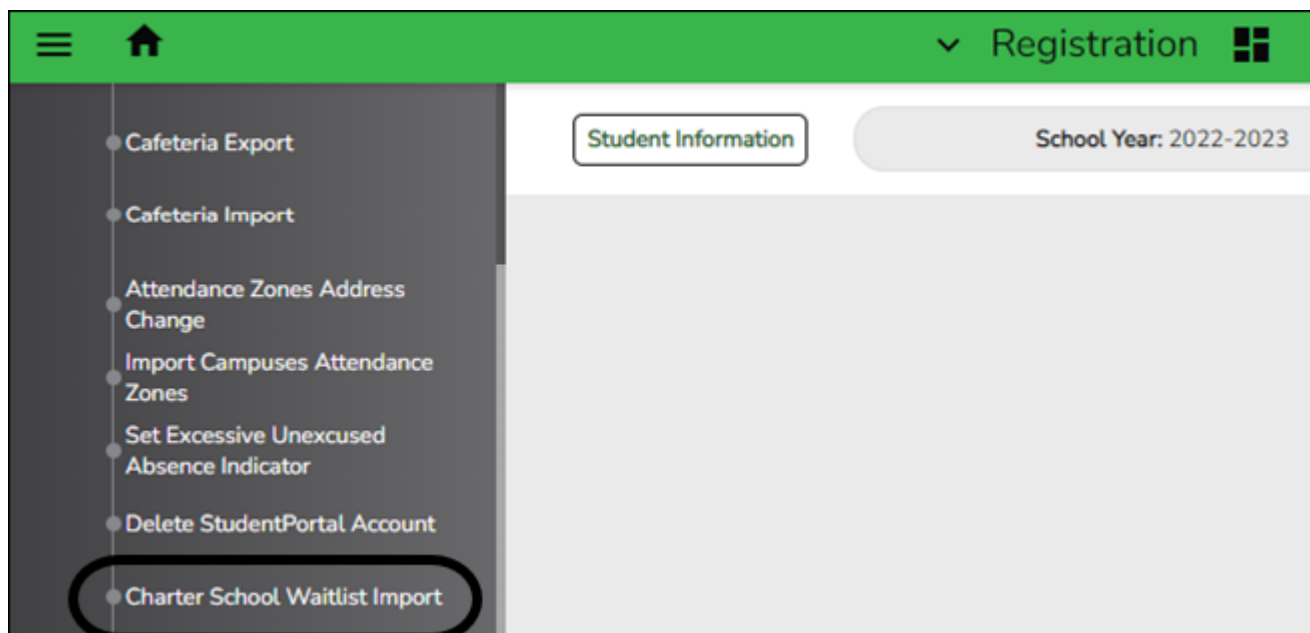 Registration
Cafeteria Export
Student Information
School Year: 2022-2023
Cafeteria Import
Attendance Zones Address
Change
Import Campuses Attendance
Zones
Set Excessive Unexcused
Absence Indicator
Delete StudentPortal Account
Charter School Waitlist Import